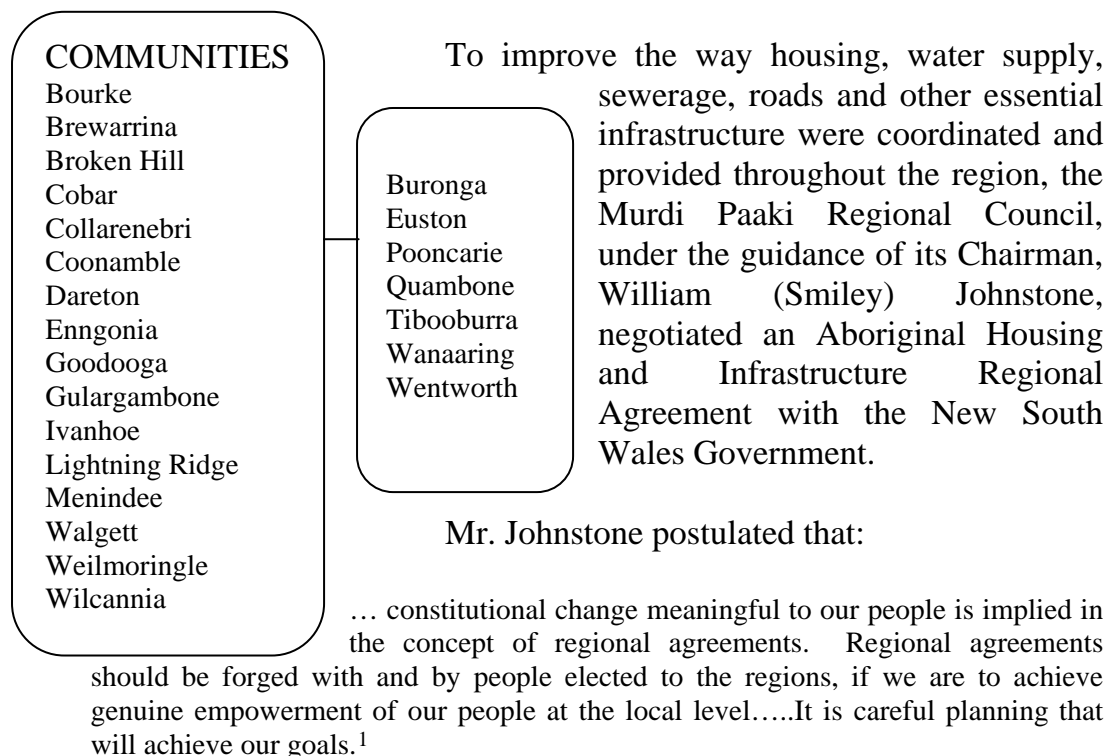 COMMUNITIES
Bourke
Brewarrina
Broken Hill
Cobar
Collarenebri
Coonamble
Dareton
Enngonia
Goodooga
Gulargambone
Ivanhoe
Lightning Ridge
Menindee
Walgett
Weilmoringle
Wilcannia
Buronga
Euston
Pooncarie
Quambone
Tibooburra
Wanaaring
Wentworth
To improve the way housing, water supply,
sewerage, roads and other essential
infrastructure were coordinated and
provided throughout the region, the
Murdi Paaki Regional Council,
under the guidance of its Chairman,
William (Smiley) Johnstone,
negotiated an Aboriginal Housing
and Infrastructure Regional
Agreement with the New South
Wales Government.
Mr. Johnstone postulated that:
… constitutional change meaningful to our people is implied in
the concept of regional agreements. Regional agreements
should be forged with and by people elected to the regions, if we are to achieve
genuine empowerment of our people at the local level…..It is careful planning that
will achieve our goals.1